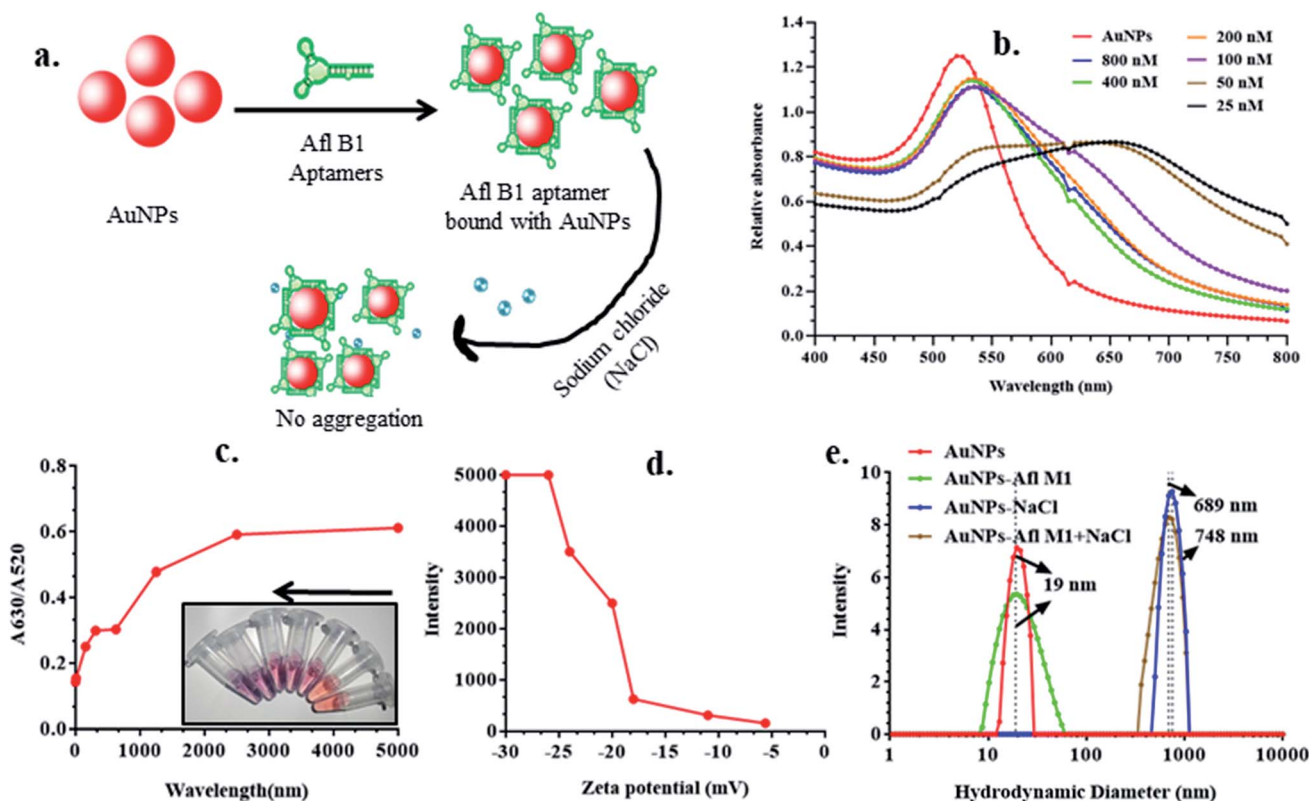 a.
AuNPs
Afl B1
Aptamers
Afl B1 aptamer
bound with AuNPs
Sodium chloride
(NaCl)
No aggregation
b.
AuNPs
800 nM
400 nM
200 nM
100 nM
50 nM
25 nM
Relative absorbance
1.4
1.2
1.0
0.8
0.6
0.4
0.2
0.0
400 450 500 550 600 650 700 750 800
Wavelength (nm)
c.
A630/A520
0.8
0.6
0.4
0.2
0.0
0 1000 2000 3000 4000 5000
Wavelength(nm)
d.
Intensity
5000
4000
3000
2000
1000
0
-30 -25 -20 -15 -10 -5 0
Zeta potential (mV)
e.
AuNPs
AuNPs-Afl M1
AuNPs-NaCl
AuNPs-Afl M1+NaCl
689 nm
748 nm
19 nm
Intensity
10
8
6
4
2
0
1 10 100 1000 10000
Hydrodynamic Diameter (nm)